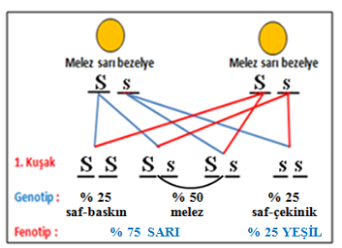 Melez sarı bezelye Melez sarı bezelye
S s S s
1. Kuşak S S S s S s s s
Genotip : % 25 % 50 % 25
saf-baskın melez saf-çekinik
Fenotip : % 75 SARI % 25 YEŞİL